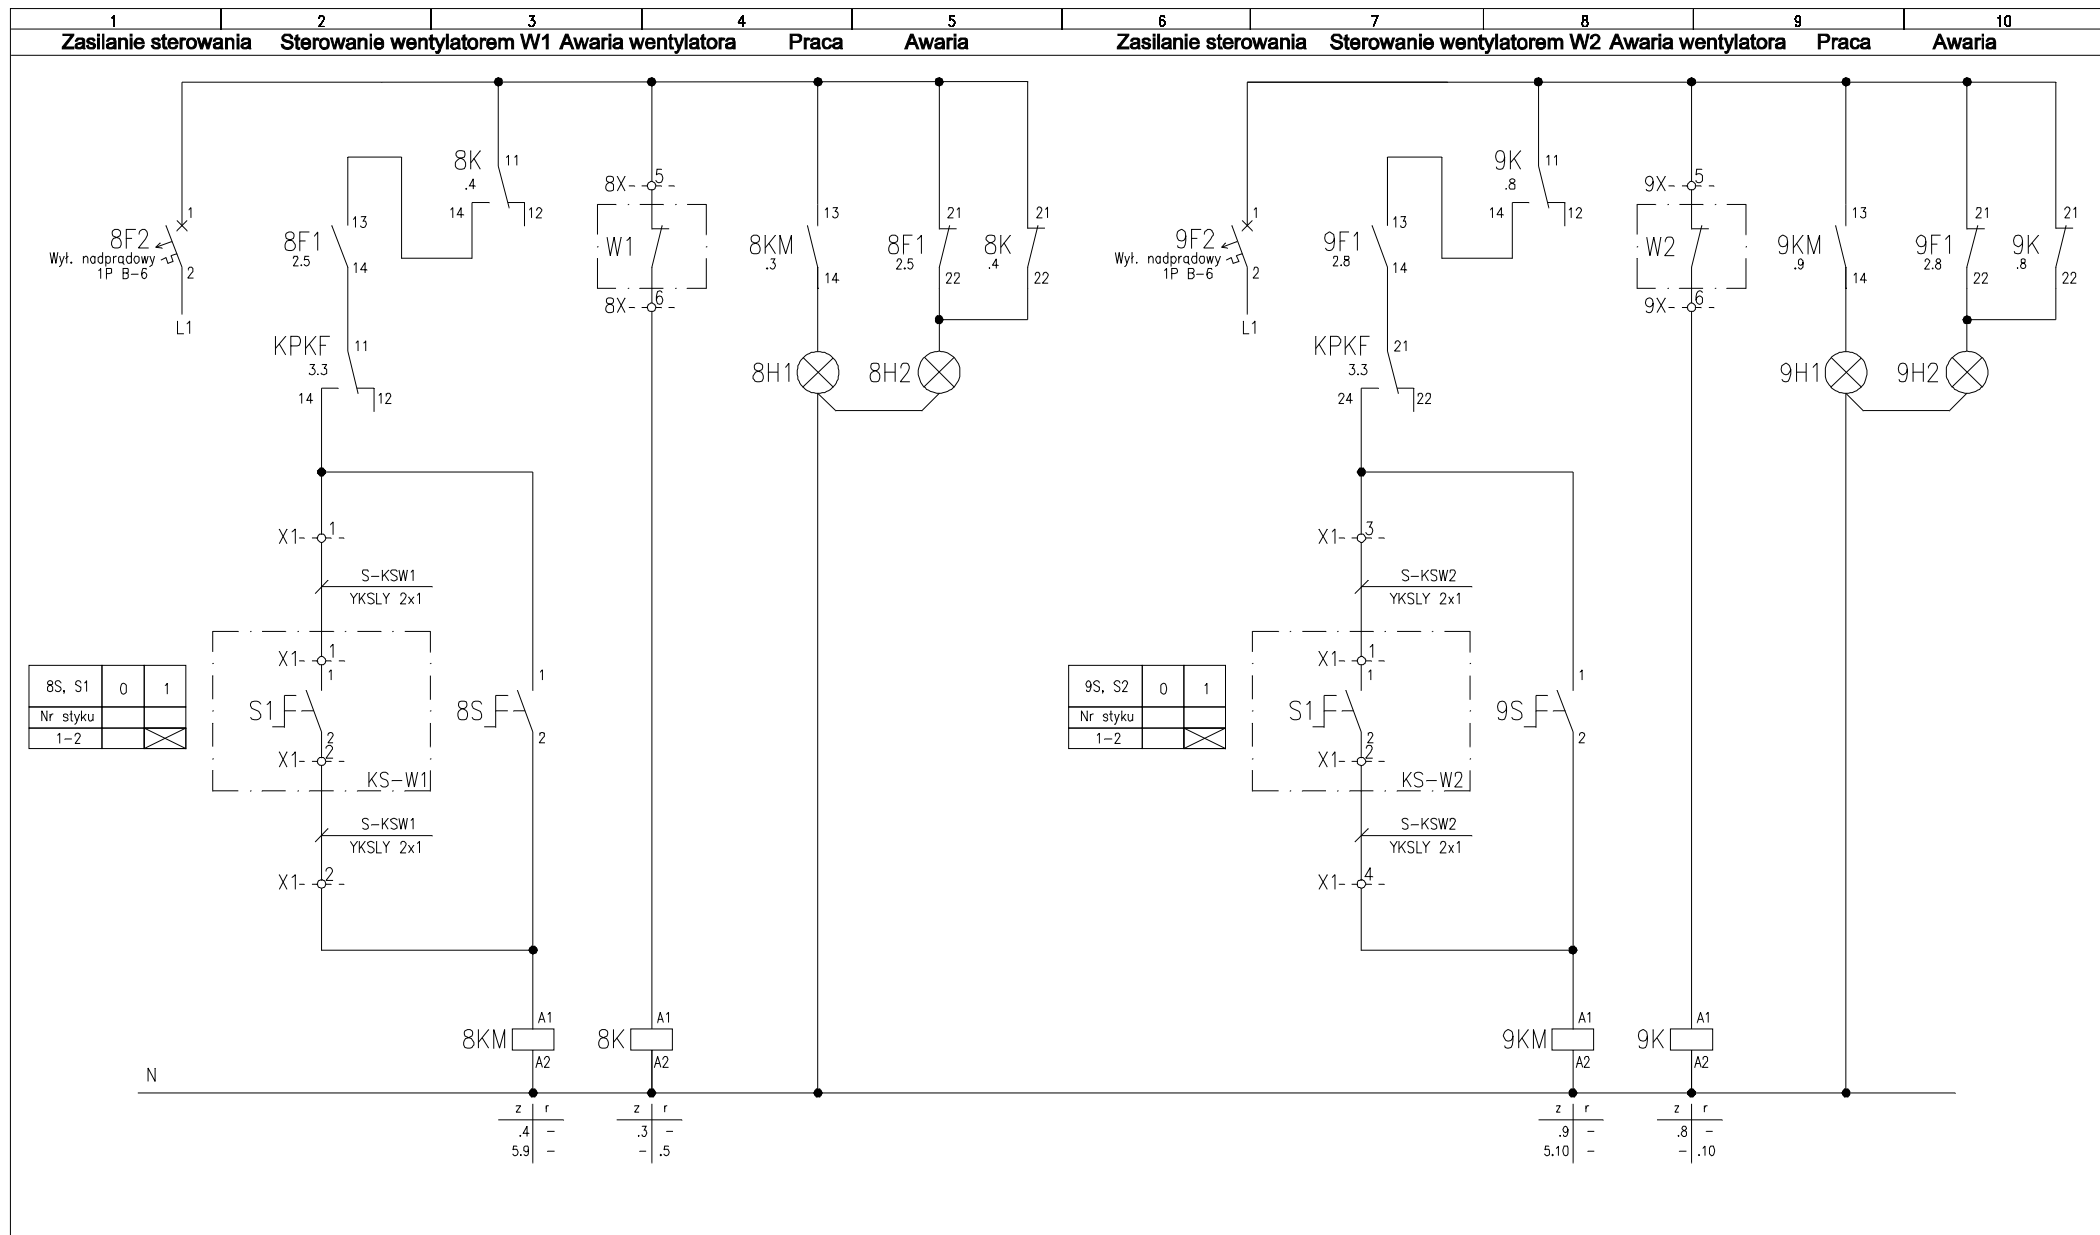 1 2 3 4 5 6 7 8 9 10
Zasilanie sterowania Sterowanie wentylatorem W1 Awaria wentylatora Praca Awaria Zasilanie sterowania Sterowanie wentylatorem W2 Awaria wentylatora Praca Awaria
8F2
Wył. nadprądowy
1P B-6
1
2
L1
8F1
2.5
13
14
8K
.4
11
14
12
KPKF
3.3
11
14
12
8X- 5
W1
8X- 6
8KM
.3
13
14
8F1
2.5
21
22
8K
.4
21
22
8H1
8H2
X1- 1
S-KSW1
YKSLY 2x1
X1- 1
1
S1
2
X1- 2
KS-W1
S-KSW1
YKSLY 2x1
X1- 2
8S
1
2
8S, S1 0 1
Nr styku
1-2
8KM
A1
A2
8K
A1
A2
N
z r
.4 -
5.9 -
z r
.3 -
- .5
9F2
Wył. nadprądowy
1P B-6
1
2
L1
9F1
2.8
13
14
9K
.8
11
14
12
KPKF
3.3
21
24
22
9X- 5
W2
9X- 6
9KM
.9
13
14
9F1
2.8
21
22
9K
.8
21
22
9H1
9H2
X1- 3
S-KSW2
YKSLY 2x1
X1- 1
1
S1
2
X1- 2
KS-W2
S-KSW2
YKSLY 2x1
X1- 4
9S
1
2
9S, S2 0 1
Nr styku
1-2
9KM
A1
A2
9K
A1
A2
z r
.9 -
5.10 -
z r
.8 -
- .10